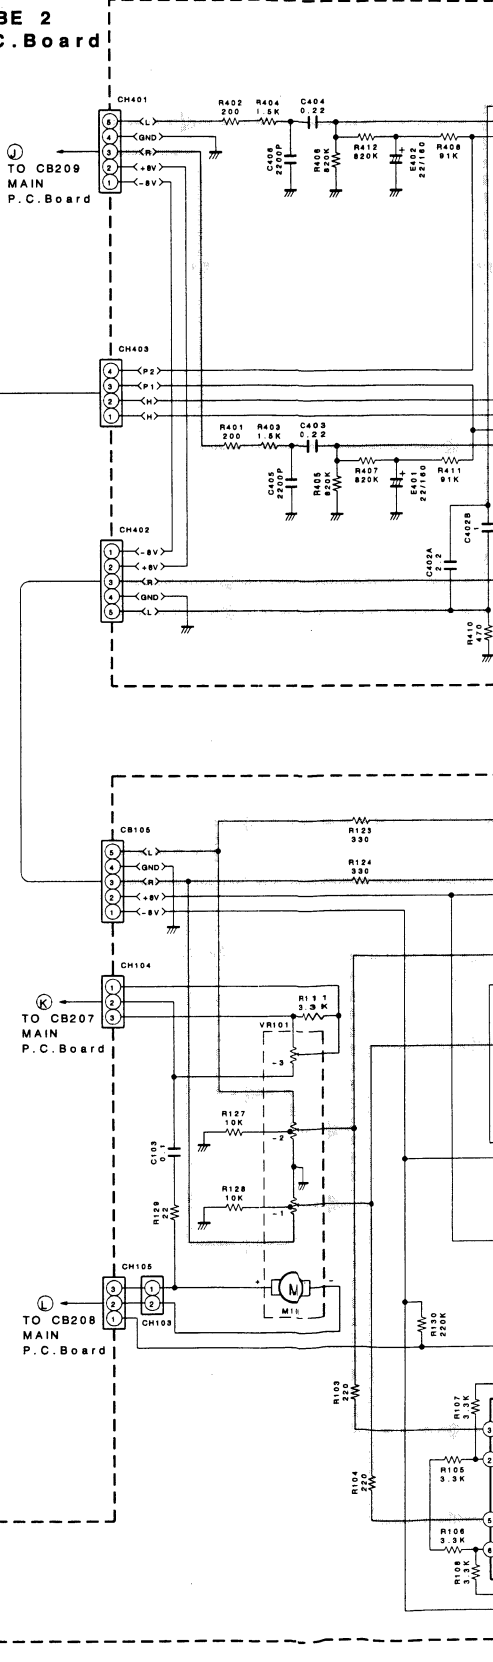 BE 2
C.Board
CH401
5 L
4 GND
3 R
2 +8V
1 -8V
J
TO CB209
MAIN
P.C.Board
R402
200
R404
1.5K
C404
0.22
C406
2200P
R406
820K
R412
820K
E402
22/160
R408
91K
CH403
4 P2
3 P1
2 H
1 H
R401
200
R403
1.5K
C403
0.22
C405
2200P
R405
820K
R407
820K
E401
22/160
R411
91K
CH402
1 -8V
2 +8V
3 R
4 GND
5 L
C402A
2.2
C402B
1
R410
470
CB105
5 L
4 GND
3 R
2 +8V
1 -8V
R123
330
R124
330
CH104
1
2
3
K
TO CB207
MAIN
P.C.Board
R111
3.3K
VR101
-3
R127
10K
-2
C103
0.1
R128
10K
-1
R129
22
CH105
3 1
2 2
1
CH103
L
TO CB208
MAIN
P.C.Board
+ M -
R130
220K
R103
220
R107
3.3K
3
2
R105
3.3K
R104
220
5
R106
3.3K
6
R108
3.3K